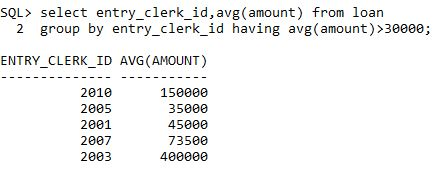 SQL> select entry_clerk_id,avg(amount) from loan
  2  group by entry_clerk_id having avg(amount)>30000;
ENTRY_CLERK_ID AVG(AMOUNT)
-------------- -----------
          2010      150000
          2005       35000
          2001       45000
          2007       73500
          2003      400000